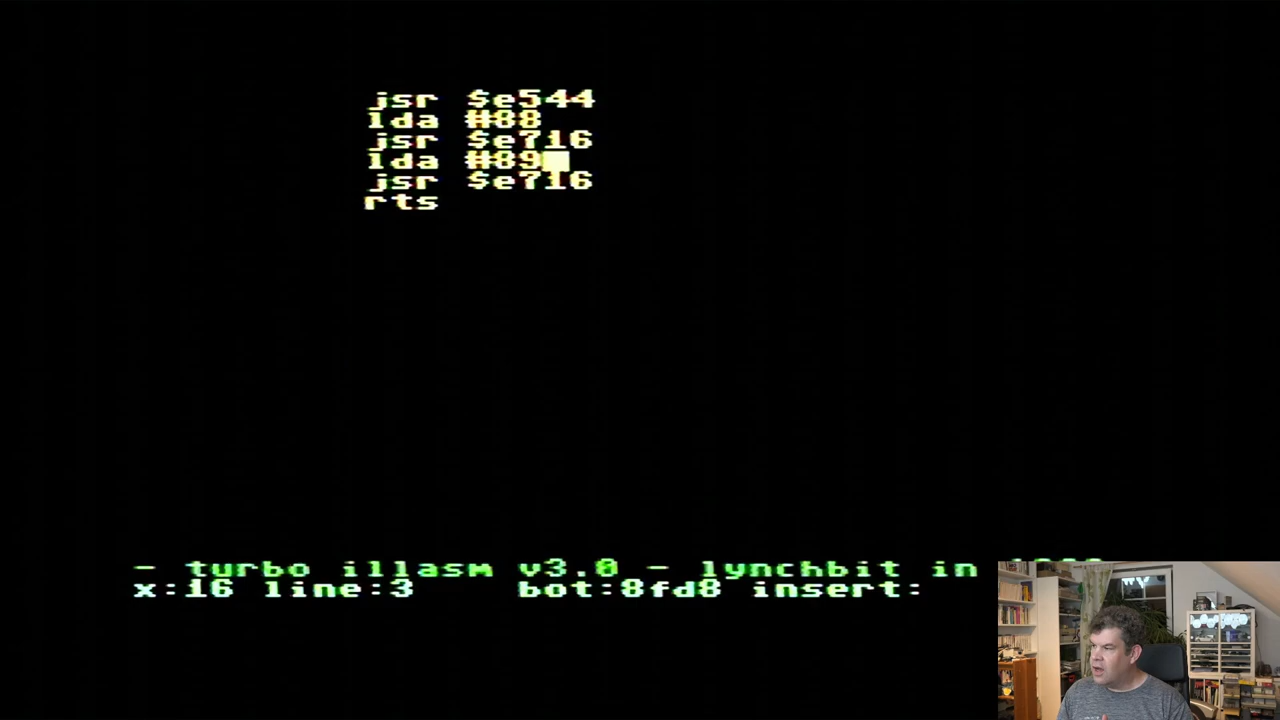 jsr $e544
lda #88
jsr $e716
lda #89
jsr $e716
rts
- turbo illasm v3.0 - lynchbit in
x:16 line:3 bot:8fd8 insert: